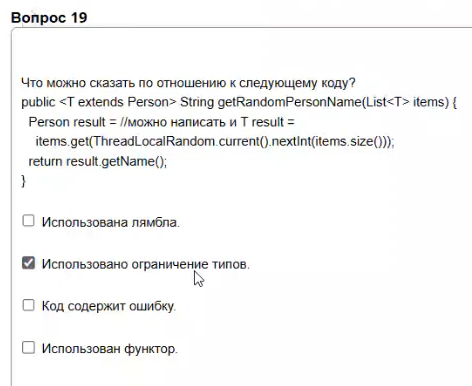 Вопрос 19
Что можно сказать по отношению к следующему коду?
public <T extends Person> String getRandomPersonName(List<T> items) {
Person result = //можно написать и T result =
items.get(ThreadLocalRandom.current().nextInt(items.size()));
return result.getName();
}
Использована лямбла.
Использовано ограничение типов.
Код содержит ошибку.
Использован функтор.